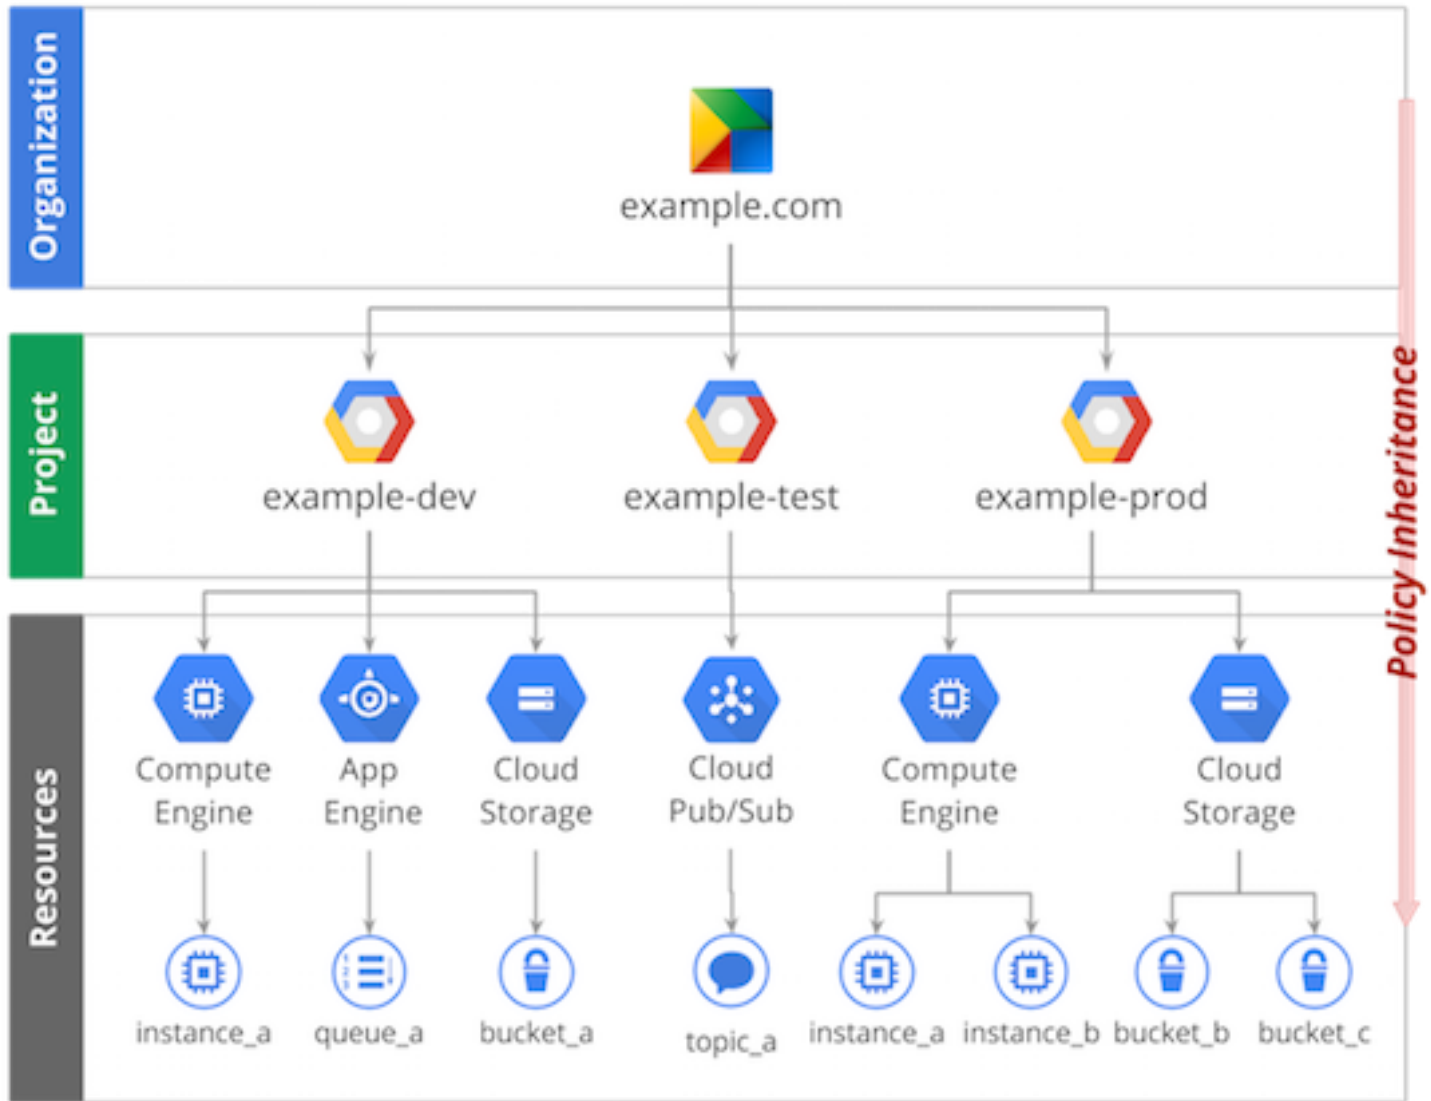 Organization
example.com
Project
example-dev
example-test
example-prod
Policy Inheritance
Resources
Compute
Engine
App
Engine
Cloud
Storage
Cloud
Pub/Sub
Compute
Engine
Cloud
Storage
instance_a
queue_a
bucket_a
topic_a
instance_a
instance_b
bucket_b
bucket_c